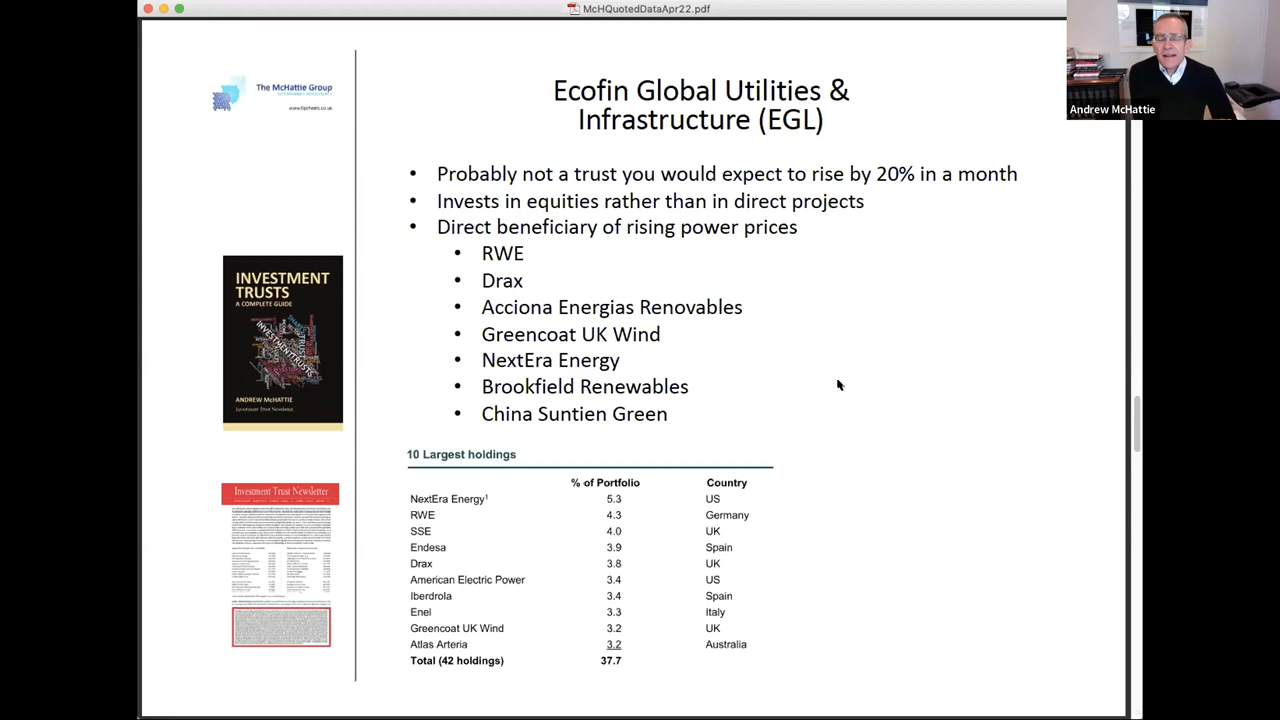 McHQuotedDataApr22.pdf
Andrew McHattie
The McHattie Group
Ecofin Global Utilities &
Infrastructure (EGL)
• Probably not a trust you would expect to rise by 20% in a month
• Invests in equities rather than in direct projects
• Direct beneficiary of rising power prices
• RWE
• Drax
• Acciona Energias Renovables
• Greencoat UK Wind
• NextEra Energy
• Brookfield Renewables
• China Suntien Green
INVESTMENT
TRUSTS
A COMPLETE GUIDE
INVESTMENT TRUSTS
ANDREW McHATTIE
Investment Trust Newsletter
Investment Trust Newsletter
10 Largest holdings
% of Portfolio Country
NextEra Energy¹ 5.3 US
RWE 4.3 Germany
SSE 4.0 UK
Endesa 3.9 Spain
Drax 3.8 UK
American Electric Power 3.4 US
Iberdrola 3.4 Spain
Enel 3.3 Italy
Greencoat UK Wind 3.2 UK
Atlas Arteria 3.2 Australia
Total (42 holdings) 37.7